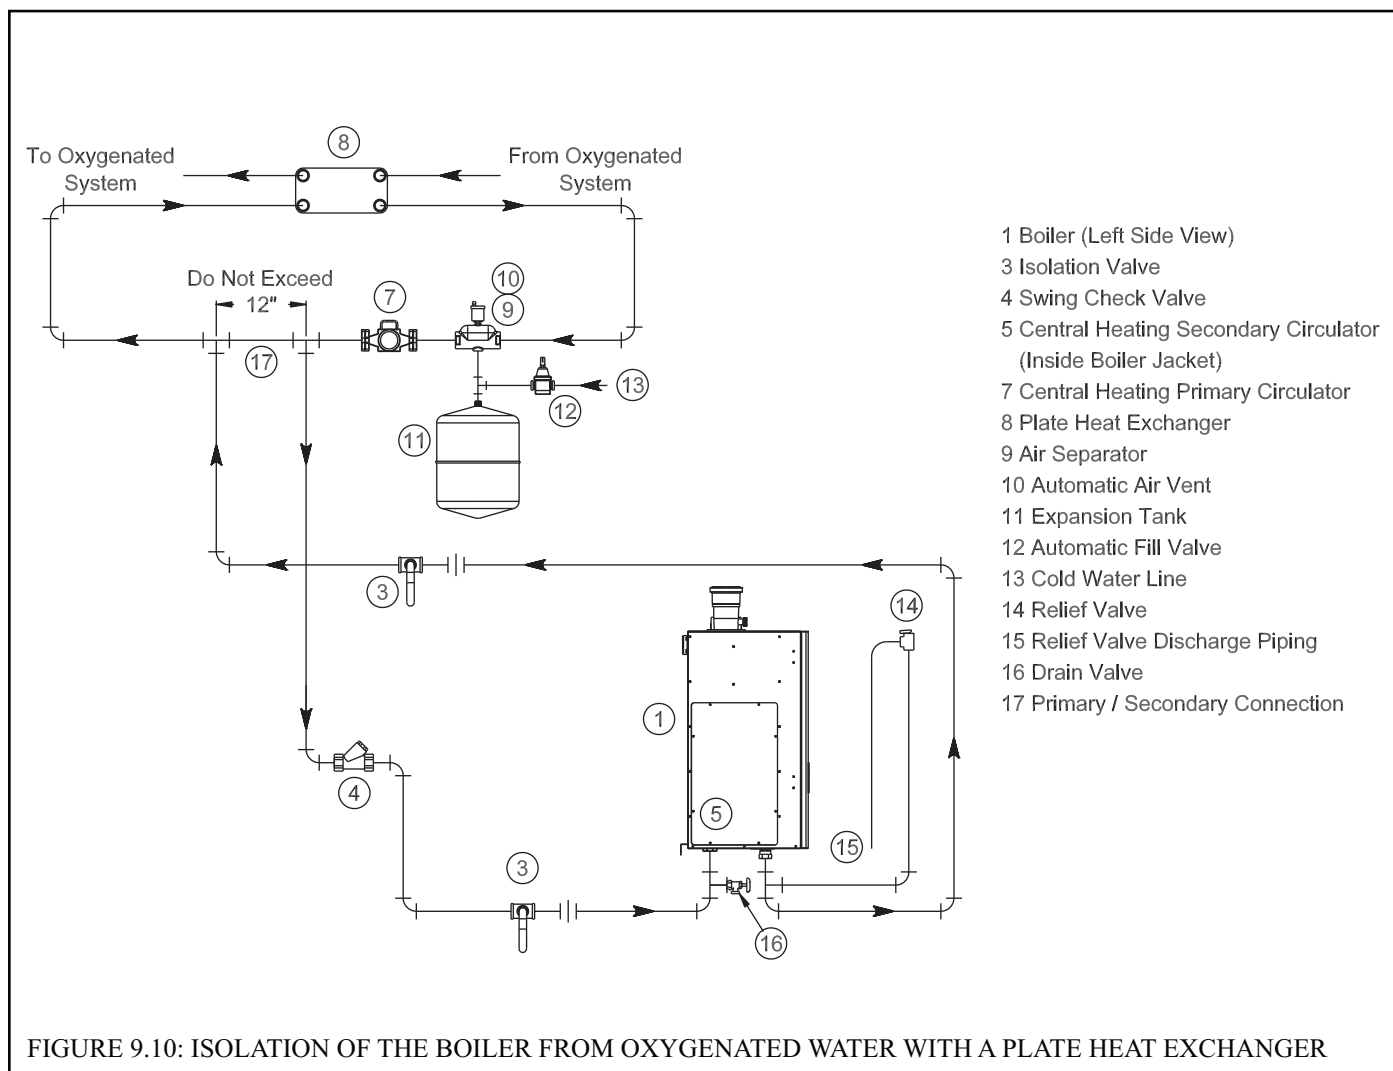 8
To Oxygenated
System
From Oxygenated
System
Do Not Exceed
12"
7
10
9
17
13
12
11
3
14
1
4
5
15
3
16
1 Boiler (Left Side View)
3 Isolation Valve
4 Swing Check Valve
5 Central Heating Secondary Circulator
(Inside Boiler Jacket)
7 Central Heating Primary Circulator
8 Plate Heat Exchanger
9 Air Separator
10 Automatic Air Vent
11 Expansion Tank
12 Automatic Fill Valve
13 Cold Water Line
14 Relief Valve
15 Relief Valve Discharge Piping
16 Drain Valve
17 Primary / Secondary Connection
FIGURE 9.10: ISOLATION OF THE BOILER FROM OXYGENATED WATER WITH A PLATE HEAT EXCHANGER